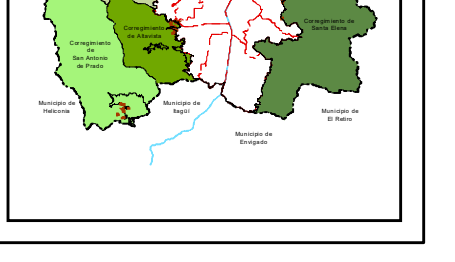 Corregimiento de
Santa Elena
Corregimiento
de Altavista
Corregimiento
de
San Antonio
de Prado
Municipio de
Heliconia
Municipio de
Itagüí
Municipio de
El Retiro
Municipio de
Envigado